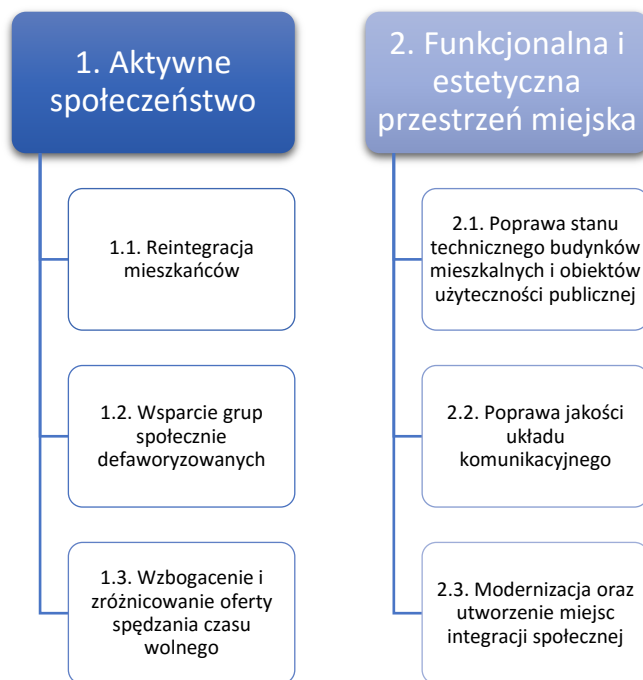 1. Aktywne
społeczeństwo
1.1. Reintegracja
mieszkańców
1.2. Wsparcie grup
społecznie
defaworyzowanych
1.3. Wzbogacenie i
zróżnicowanie oferty
spędzania czasu
wolnego
2. Funkcjonalna i
estetyczna
przestrzeń miejska
2.1. Poprawa stanu
technicznego budynków
mieszkalnych i obiektów
użyteczności publicznej
2.2. Poprawa jakości
układu
komunikacyjnego
2.3. Modernizacja oraz
utworzenie miejsc
integracji społecznej